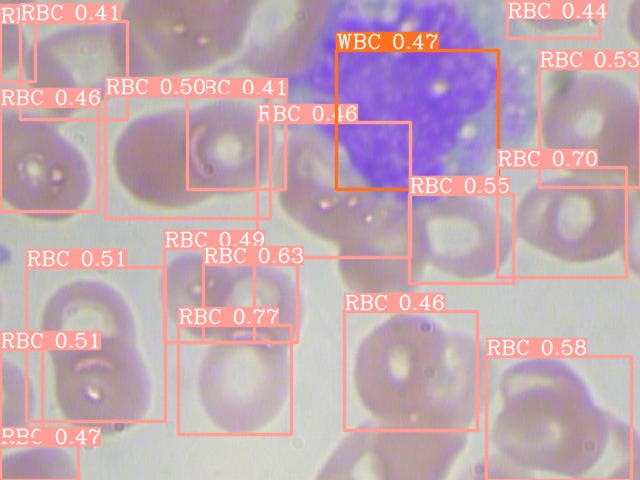 RBC 0.41
RBC 0.44
WBC 0.47
RBC 0.53
RBC 0.46
RBC 0.50
BC 0.41
RBC 0.46
RBC 0.70
RBC 0.55
RBC 0.49
RBC 0.63
RBC 0.51
RBC 0.46
RBC 0.77
RBC 0.51
RBC 0.58
RBC 0.47